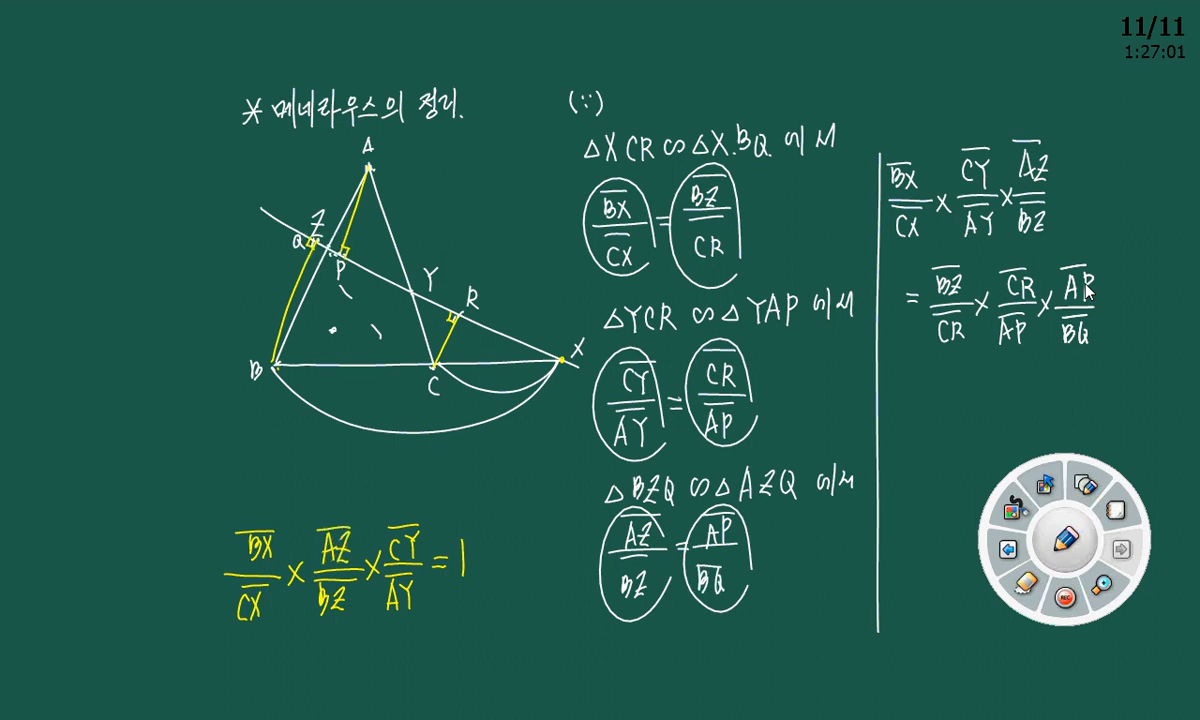 11/11
1:27:01
* 메네라우스의 정리.
A
Z
Q
P
Y
R
B
C
X
BX/CX × AZ/BZ × CY/AY = 1
(∵)
△XCR ∽ △X.BQ. 에서
BX/CX = BZ/CR
△YCR ∽ △YAP 에서
CY/AY = CR/AP
△BZQ ∽ △AZQ 에서
AZ/BZ = AP/BQ
BX/CX × CY/AY × AZ/BZ
= BZ/CR × CR/AP × AP/BQ
REC